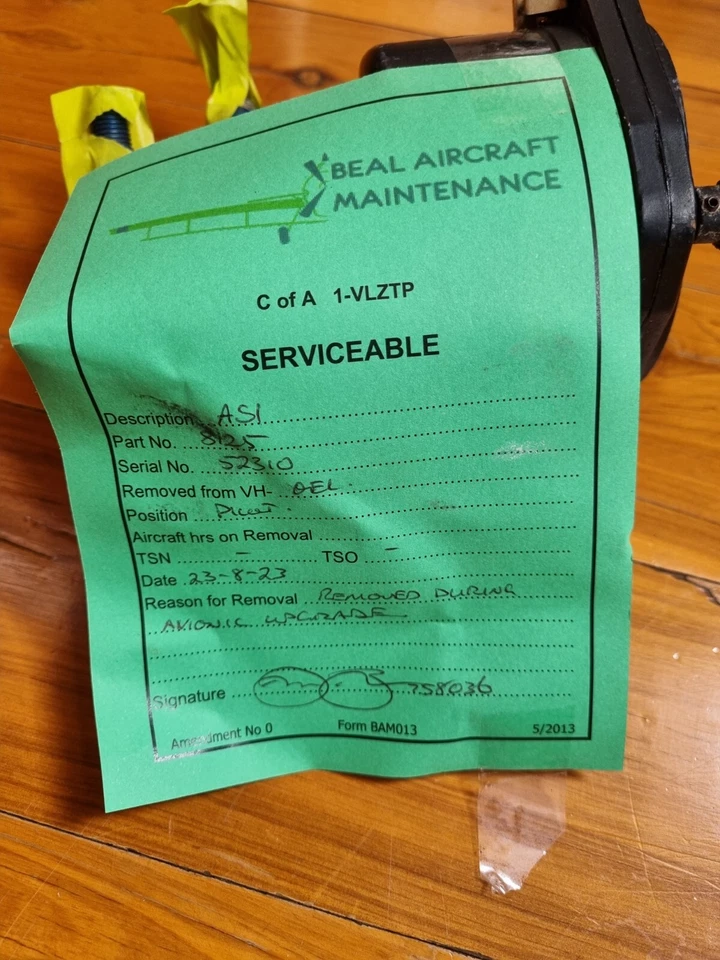 BEAL AIRCRAFT
MAINTENANCE
C of A 1-VLZTP
SERVICEABLE
Description ASI
Part No. 8125
Serial No. 52310
Removed from VH- OEL.
Position PILOT.
Aircraft hrs on Removal
TSN - TSO -
Date 23-8-23
Reason for Removal REMOVED DURING
AVIONIC UPGRADE
Signature 758036
Amendment No 0 Form BAM013 5/2013